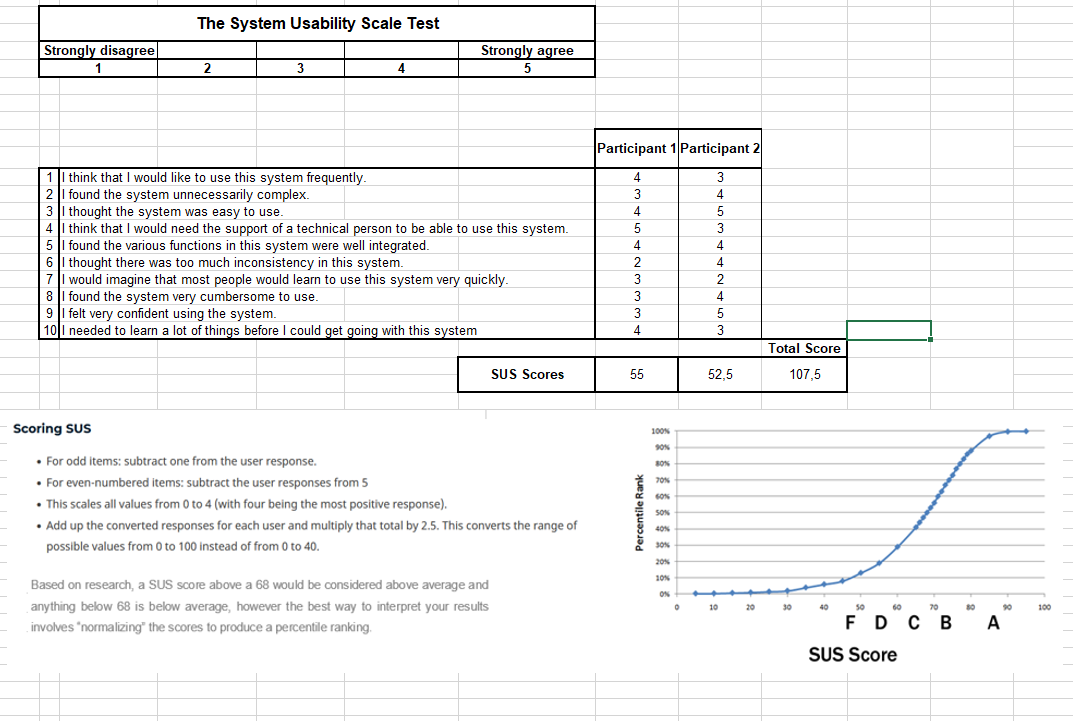 The System Usability Scale Test
Strongly disagree Strongly agree
1 2 3 4 5
Participant 1 Participant 2
1 I think that I would like to use this system frequently. 4 3
2 I found the system unnecessarily complex. 3 4
3 I thought the system was easy to use. 4 5
4 I think that I would need the support of a technical person to be able to use this system. 5 3
5 I found the various functions in this system were well integrated. 4 4
6 I thought there was too much inconsistency in this system. 2 4
7 I would imagine that most people would learn to use this system very quickly. 3 2
8 I found the system very cumbersome to use. 3 4
9 I felt very confident using the system. 3 5
10 I needed to learn a lot of things before I could get going with this system 4 3
Total Score
SUS Scores 55 52,5 107,5
Scoring SUS
• For odd items: subtract one from the user response.
• For even-numbered items: subtract the user responses from 5
• This scales all values from 0 to 4 (with four being the most positive response).
• Add up the converted responses for each user and multiply that total by 2.5. This converts the range of
possible values from 0 to 100 instead of from 0 to 40.
Based on research, a SUS score above a 68 would be considered above average and
anything below 68 is below average, however the best way to interpret your results
involves "normalizing" the scores to produce a percentile ranking.
Percentile Rank
100%
90%
80%
70%
60%
50%
40%
30%
20%
10%
0%
0 10 20 30 40 50 60 70 80 90 100
F D C B A
SUS Score